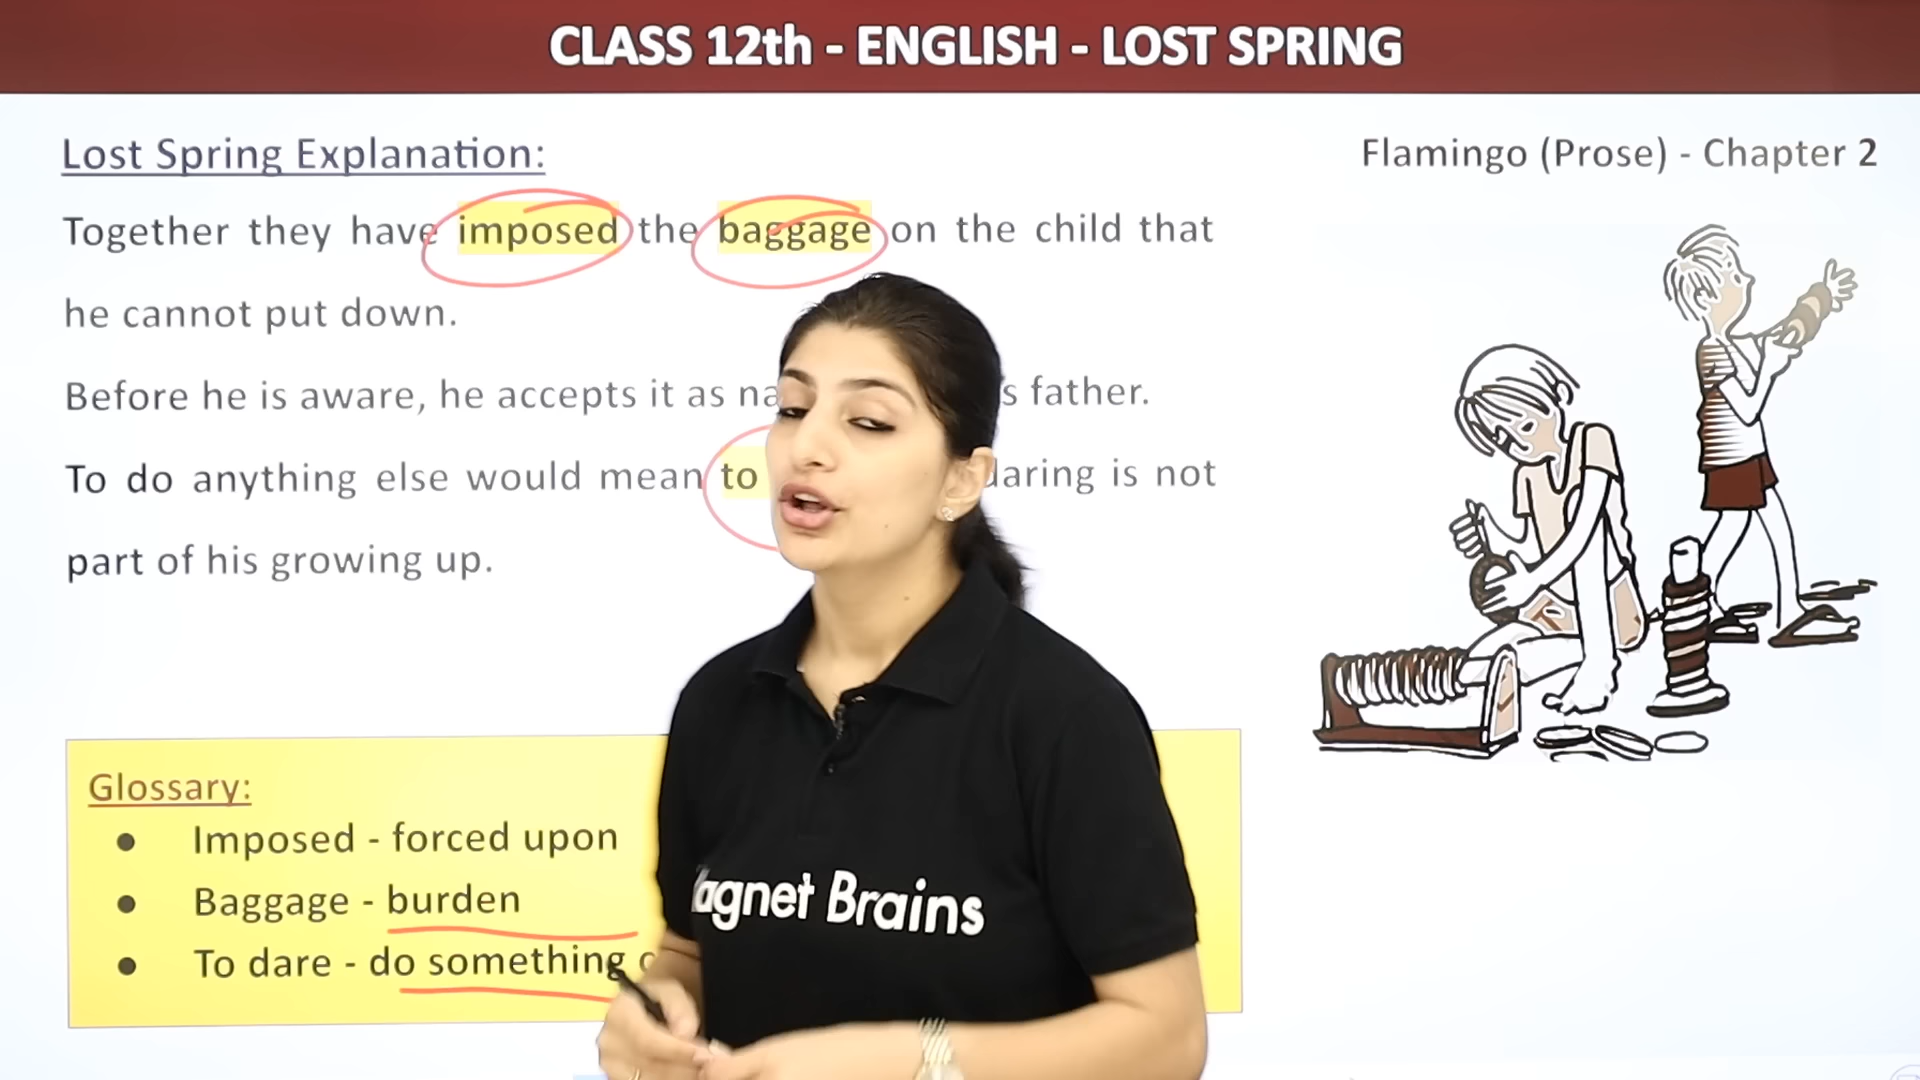 CLASS 12th - ENGLISH - LOST SPRING
Lost Spring Explanation:
Flamingo (Prose) - Chapter 2
Together they have imposed the baggage on the child that
he cannot put down.
Before he is aware, he accepts it as father.
To do anything else would mean to is not
part of his growing up.
Glossary:
● Imposed - forced upon
● Baggage - burden
● To dare - do something
Brains